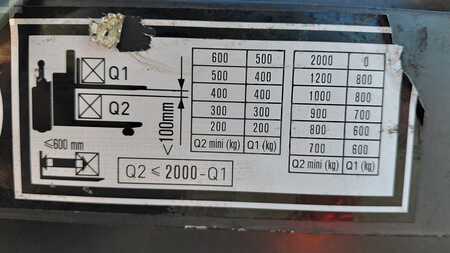 Q1
Q2
>100mm
≤600 mm
Q2 ≤ 2000-Q1
600 500
500 400
400 400
300 300
200 200
Q2 mini (kg) Q1 (kg)
2000 0
1200 800
1000 800
900 700
800 600
700 600
Q2 mini (kg) Q1 (kg)